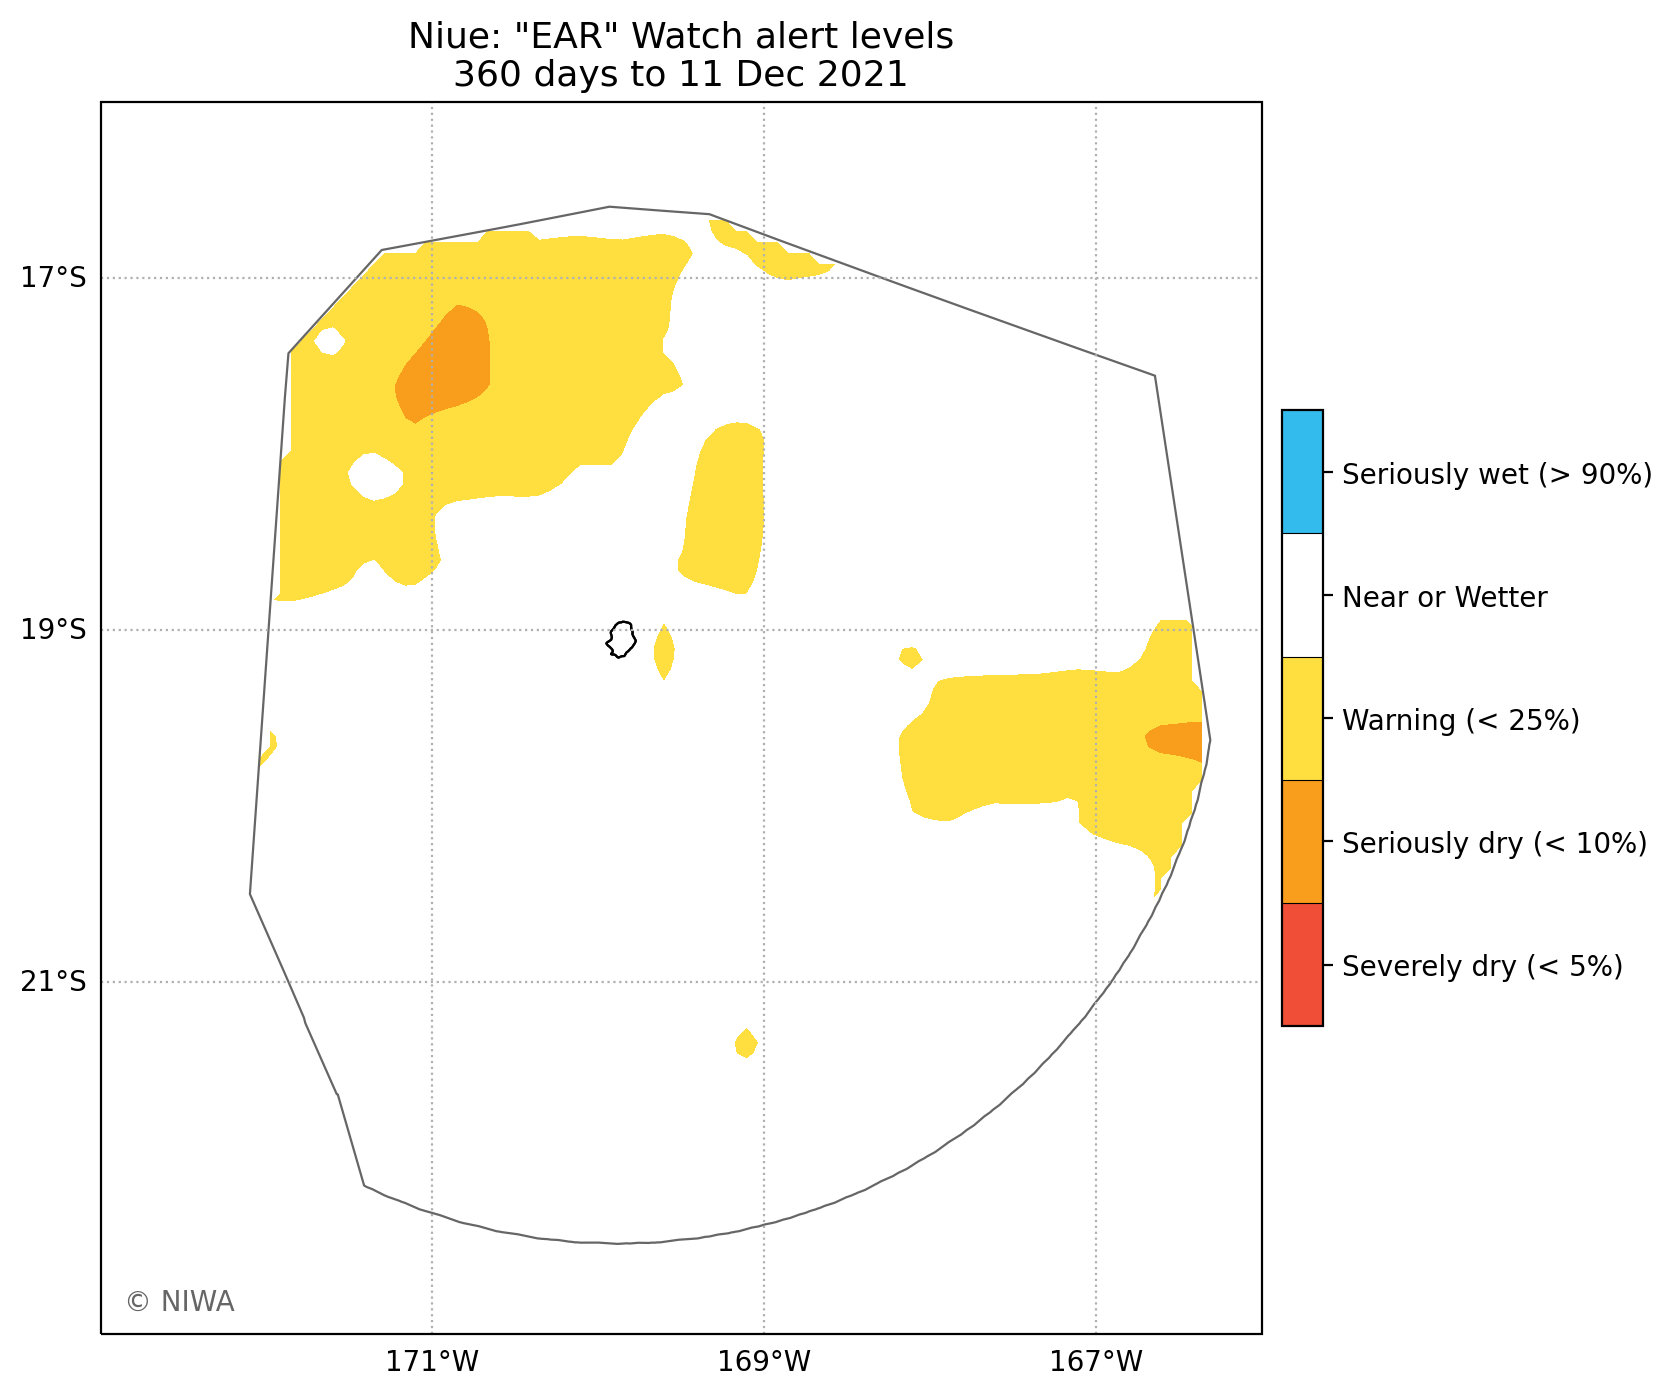 Niue: "EAR" Watch alert levels
360 days to 11 Dec 2021
17°S
19°S
21°S
171°W
169°W
167°W
Seriously wet (> 90%)
Near or Wetter
Warning (< 25%)
Seriously dry (< 10%)
Severely dry (< 5%)
© NIWA